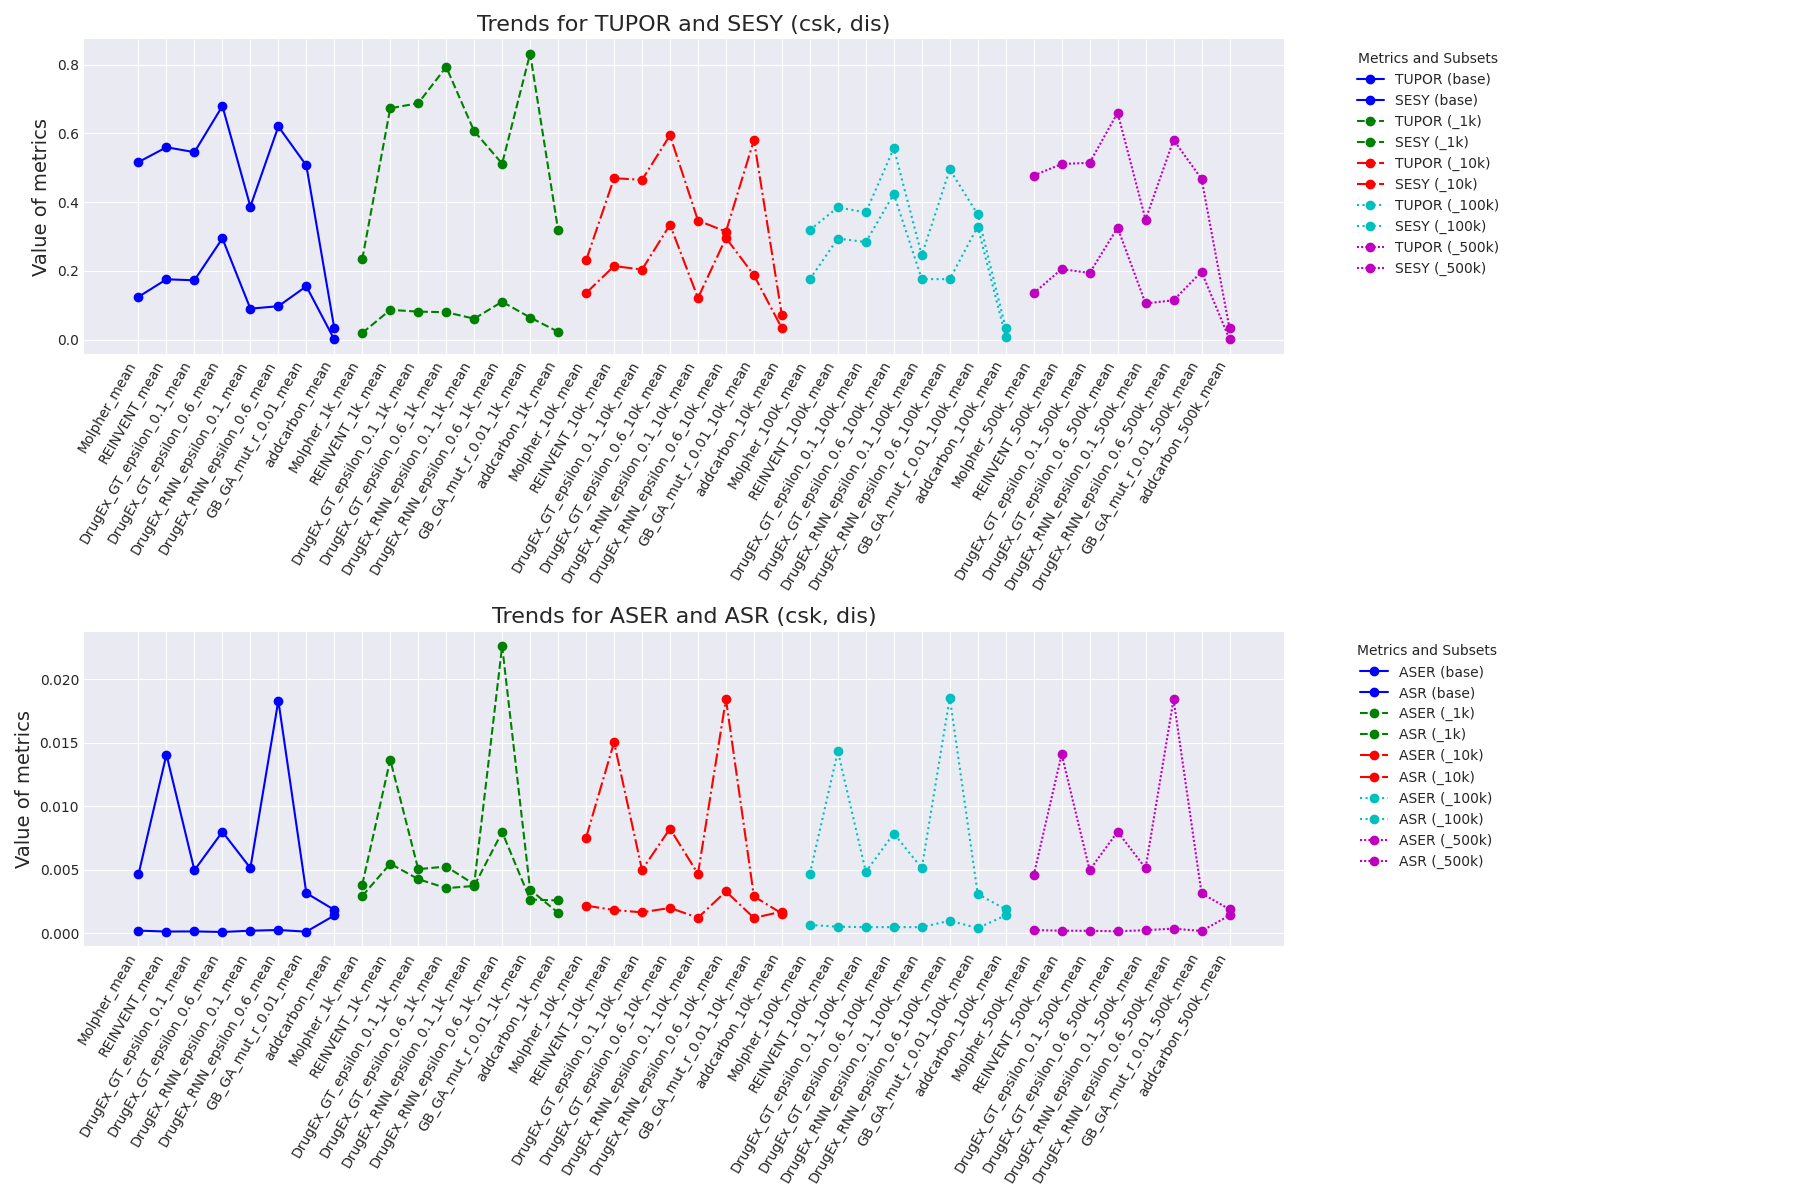 Trends for TUPOR and SESY (csk, dis)
Value of metrics
0.8
0.6
0.4
0.2
0.0
Molpher_mean
REINVENT_mean
DrugEx_GT_epsilon_0.1_mean
DrugEx_GT_epsilon_0.6_mean
DrugEx_RNN_epsilon_0.1_mean
DrugEx_RNN_epsilon_0.6_mean
GB_GA_mut_r_0.01_mean
addcarbon_mean
Molpher_1k_mean
REINVENT_1k_mean
DrugEx_GT_epsilon_0.1_1k_mean
DrugEx_GT_epsilon_0.6_1k_mean
DrugEx_RNN_epsilon_0.1_1k_mean
DrugEx_RNN_epsilon_0.6_1k_mean
GB_GA_mut_r_0.01_1k_mean
addcarbon_1k_mean
Molpher_10k_mean
REINVENT_10k_mean
DrugEx_GT_epsilon_0.1_10k_mean
DrugEx_GT_epsilon_0.6_10k_mean
DrugEx_RNN_epsilon_0.1_10k_mean
DrugEx_RNN_epsilon_0.6_10k_mean
GB_GA_mut_r_0.01_10k_mean
addcarbon_10k_mean
Molpher_100k_mean
REINVENT_100k_mean
DrugEx_GT_epsilon_0.1_100k_mean
DrugEx_GT_epsilon_0.6_100k_mean
DrugEx_RNN_epsilon_0.1_100k_mean
DrugEx_RNN_epsilon_0.6_100k_mean
GB_GA_mut_r_0.01_100k_mean
addcarbon_100k_mean
Molpher_500k_mean
REINVENT_500k_mean
DrugEx_GT_epsilon_0.1_500k_mean
DrugEx_GT_epsilon_0.6_500k_mean
DrugEx_RNN_epsilon_0.1_500k_mean
DrugEx_RNN_epsilon_0.6_500k_mean
GB_GA_mut_r_0.01_500k_mean
addcarbon_500k_mean
Metrics and Subsets
TUPOR (base)
SESY (base)
TUPOR (_1k)
SESY (_1k)
TUPOR (_10k)
SESY (_10k)
TUPOR (_100k)
SESY (_100k)
TUPOR (_500k)
SESY (_500k)
Trends for ASER and ASR (csk, dis)
Value of metrics
0.020
0.015
0.010
0.005
0.000
Molpher_mean
REINVENT_mean
DrugEx_GT_epsilon_0.1_mean
DrugEx_GT_epsilon_0.6_mean
DrugEx_RNN_epsilon_0.1_mean
DrugEx_RNN_epsilon_0.6_mean
GB_GA_mut_r_0.01_mean
addcarbon_mean
Molpher_1k_mean
REINVENT_1k_mean
DrugEx_GT_epsilon_0.1_1k_mean
DrugEx_GT_epsilon_0.6_1k_mean
DrugEx_RNN_epsilon_0.1_1k_mean
DrugEx_RNN_epsilon_0.6_1k_mean
GB_GA_mut_r_0.01_1k_mean
addcarbon_1k_mean
Molpher_10k_mean
REINVENT_10k_mean
DrugEx_GT_epsilon_0.1_10k_mean
DrugEx_GT_epsilon_0.6_10k_mean
DrugEx_RNN_epsilon_0.1_10k_mean
DrugEx_RNN_epsilon_0.6_10k_mean
GB_GA_mut_r_0.01_10k_mean
addcarbon_10k_mean
Molpher_100k_mean
REINVENT_100k_mean
DrugEx_GT_epsilon_0.1_100k_mean
DrugEx_GT_epsilon_0.6_100k_mean
DrugEx_RNN_epsilon_0.1_100k_mean
DrugEx_RNN_epsilon_0.6_100k_mean
GB_GA_mut_r_0.01_100k_mean
addcarbon_100k_mean
Molpher_500k_mean
REINVENT_500k_mean
DrugEx_GT_epsilon_0.1_500k_mean
DrugEx_GT_epsilon_0.6_500k_mean
DrugEx_RNN_epsilon_0.1_500k_mean
DrugEx_RNN_epsilon_0.6_500k_mean
GB_GA_mut_r_0.01_500k_mean
addcarbon_500k_mean
Metrics and Subsets
ASER (base)
ASR (base)
ASER (_1k)
ASR (_1k)
ASER (_10k)
ASR (_10k)
ASER (_100k)
ASR (_100k)
ASER (_500k)
ASR (_500k)